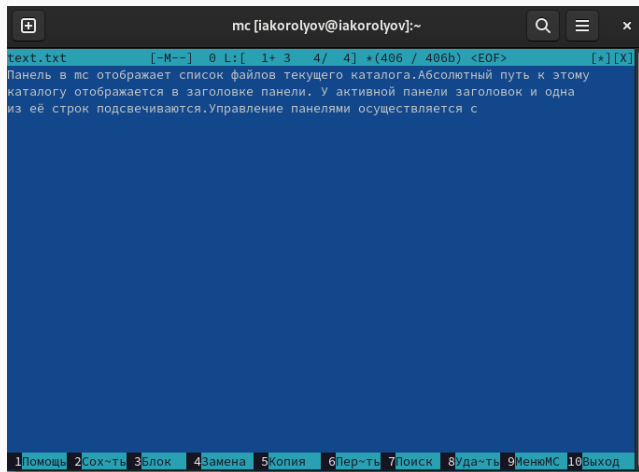 mc [iakorolyov@iakorolyov]:~
text.txt [-M--] 0 L:[ 1+ 3 4/ 4] *(406 / 406b) <EOF> [*][X]
Панель в mc отображает список файлов текущего каталога.Абсолютный путь к этому
каталогу отображается в заголовке панели. У активной панели заголовок и одна
из её строк подсвечиваются.Управление панелями осуществляется с
1Помощь 2Сох~ть 3Блок 4Замена 5Копия 6Пер~ть 7Поиск 8Уда~ть 9МенюМС 10Выход